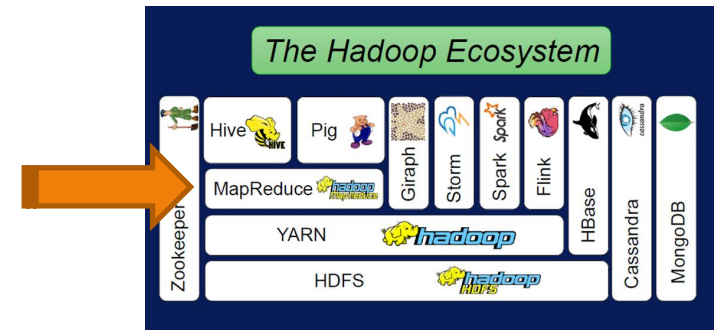 The Hadoop Ecosystem
Zookeeper
Hive
HIVE
Pig
MapReduce
hadoop
MapReduce
Giraph
Storm
Spark
Spark
Flink
HBase
cassandra
Cassandra
MongoDB
YARN
hadoop
HDFS
hadoop
HDFS